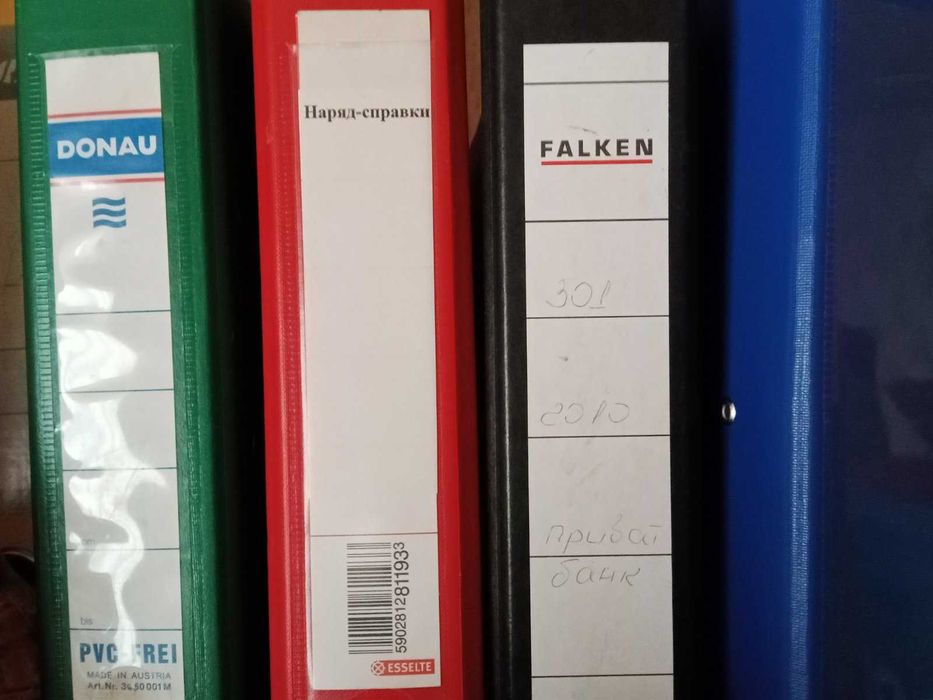 DONAU
bis
PVC-FREI
MADE IN AUSTRIA
Наряд-справки
5902812811933
ESSELTE
FALKEN
301
2010
приват
банк